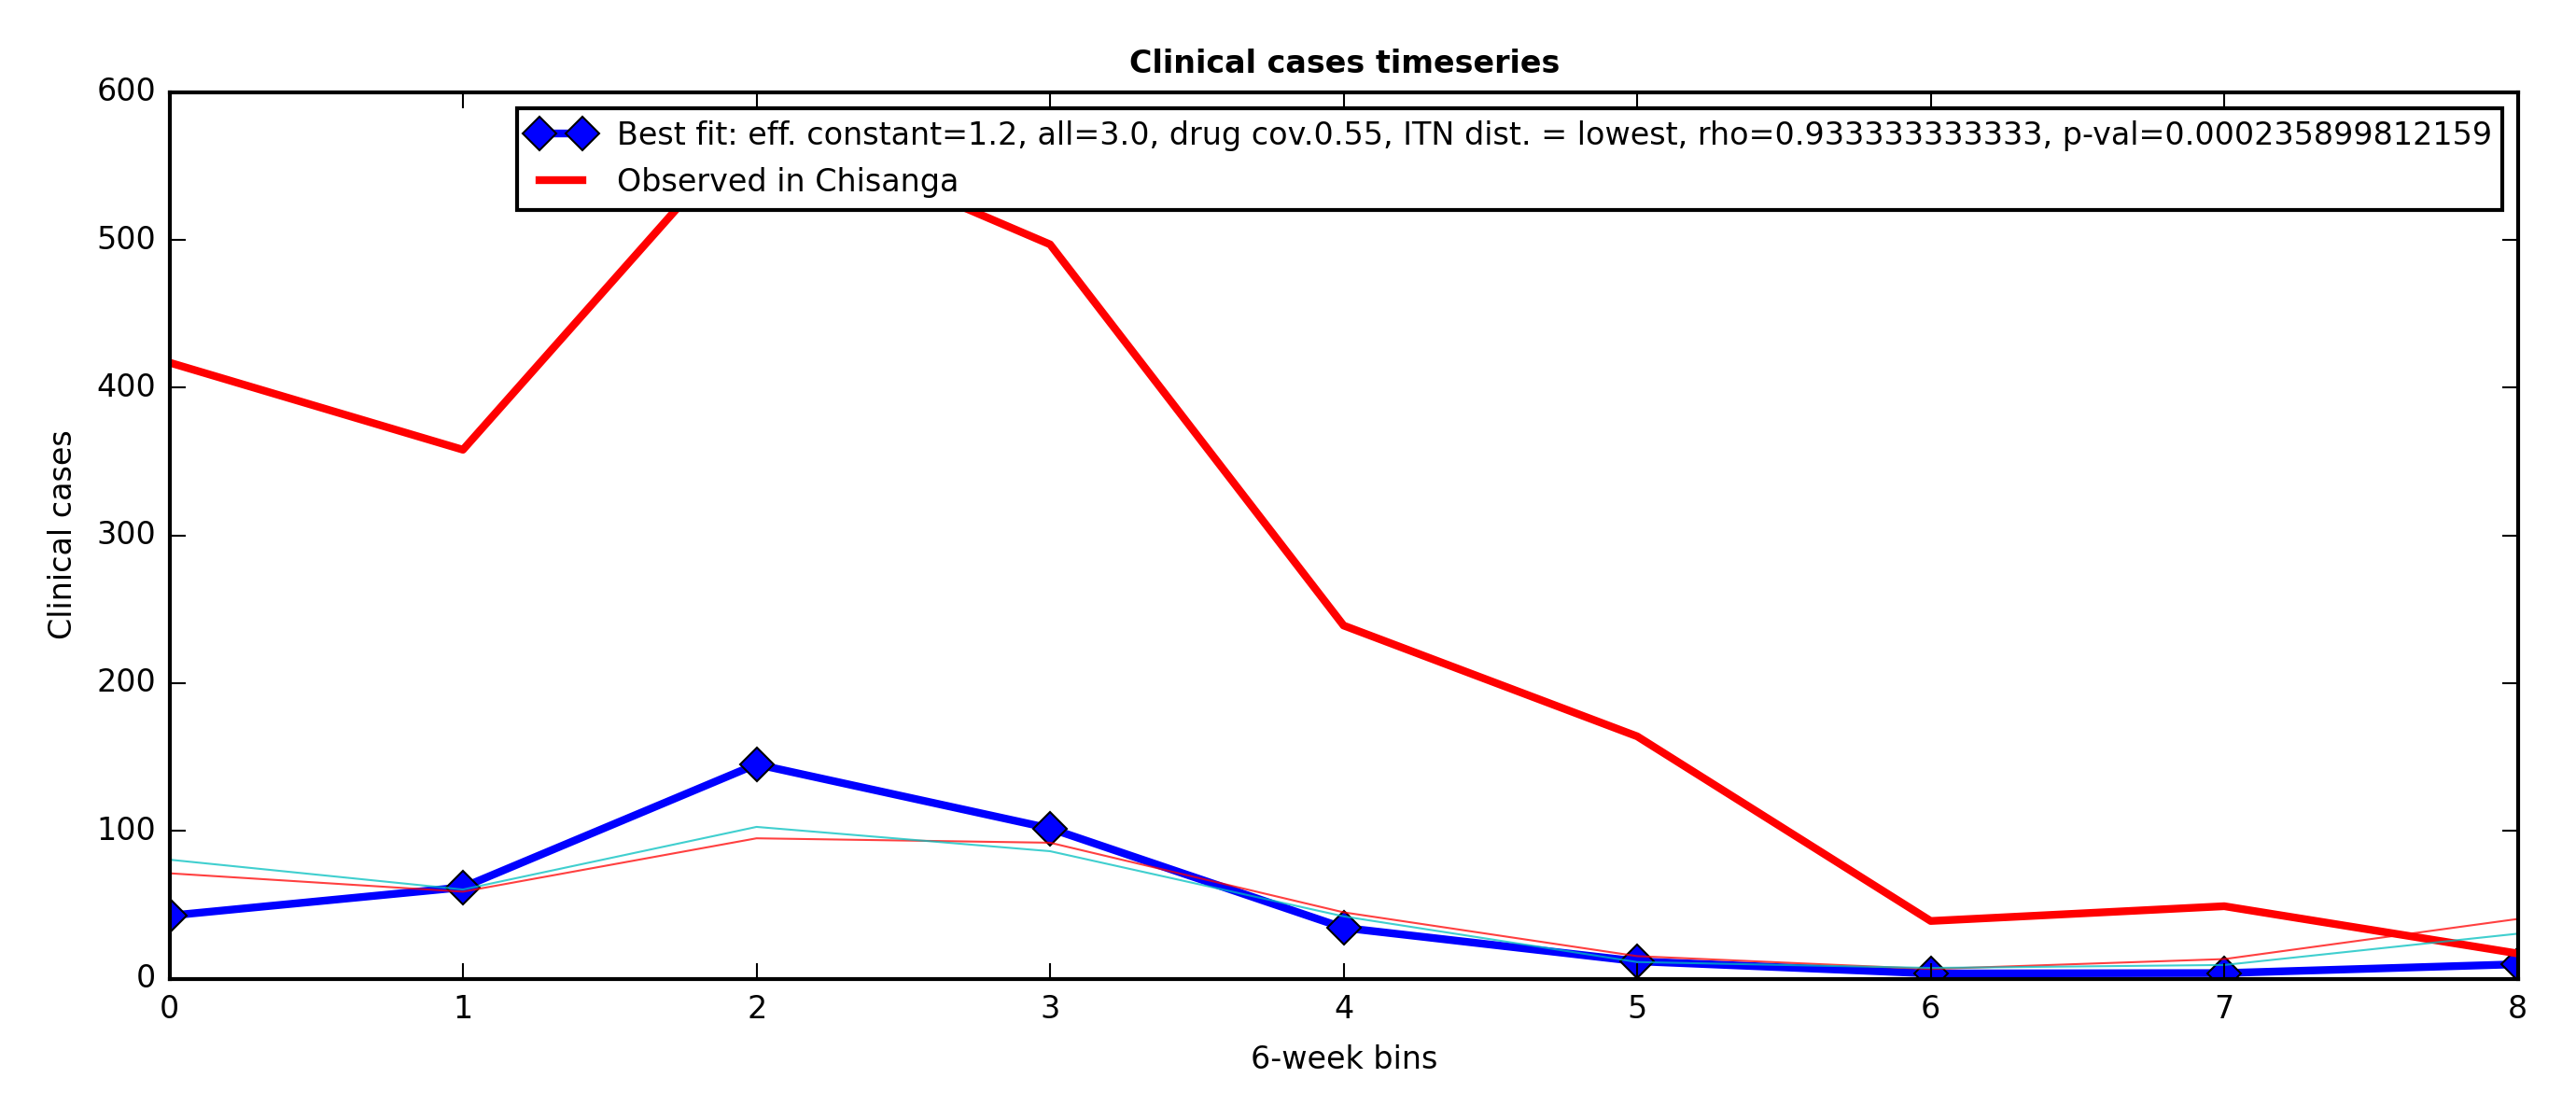 Clinical cases timeseries
Best fit: eff. constant=1.2, all=3.0, drug cov.0.55, ITN dist. = lowest, rho=0.933333333333, p-val=0.000235899812159
Observed in Chisanga
600
500
400
300
200
100
0
Clinical cases
0 1 2 3 4 5 6 7 8
6-week bins